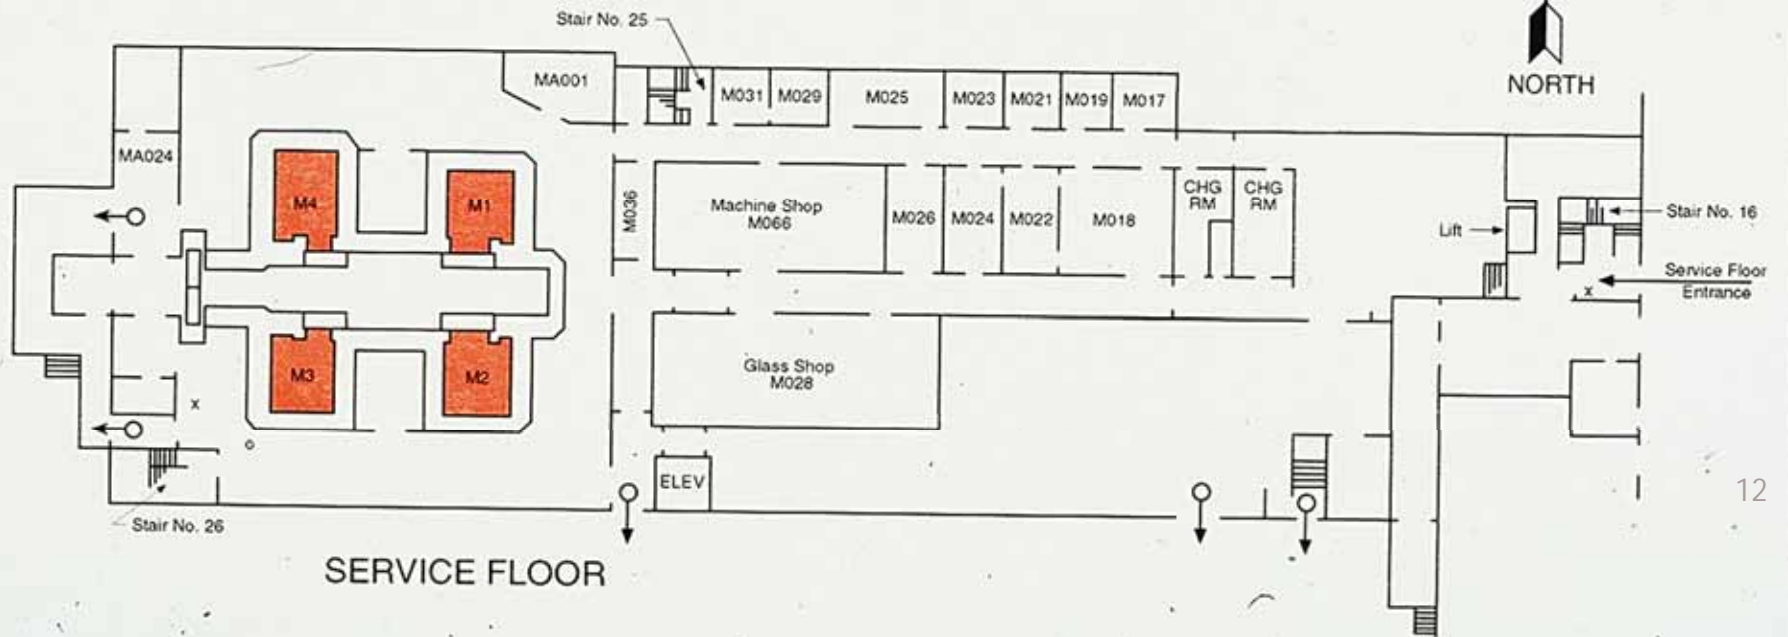 Stair No. 25
NORTH
MA001
M031
M029
M025
M023
M021
M019
M017
MA024
M4
M1
M036
Machine Shop
M066
M026
M024
M022
M018
CHG
RM
CHG
RM
Lift
Stair No. 16
Service Floor
Entrance
x
M3
M2
x
Glass Shop
M028
ELEV
Stair No. 26
SERVICE FLOOR
12